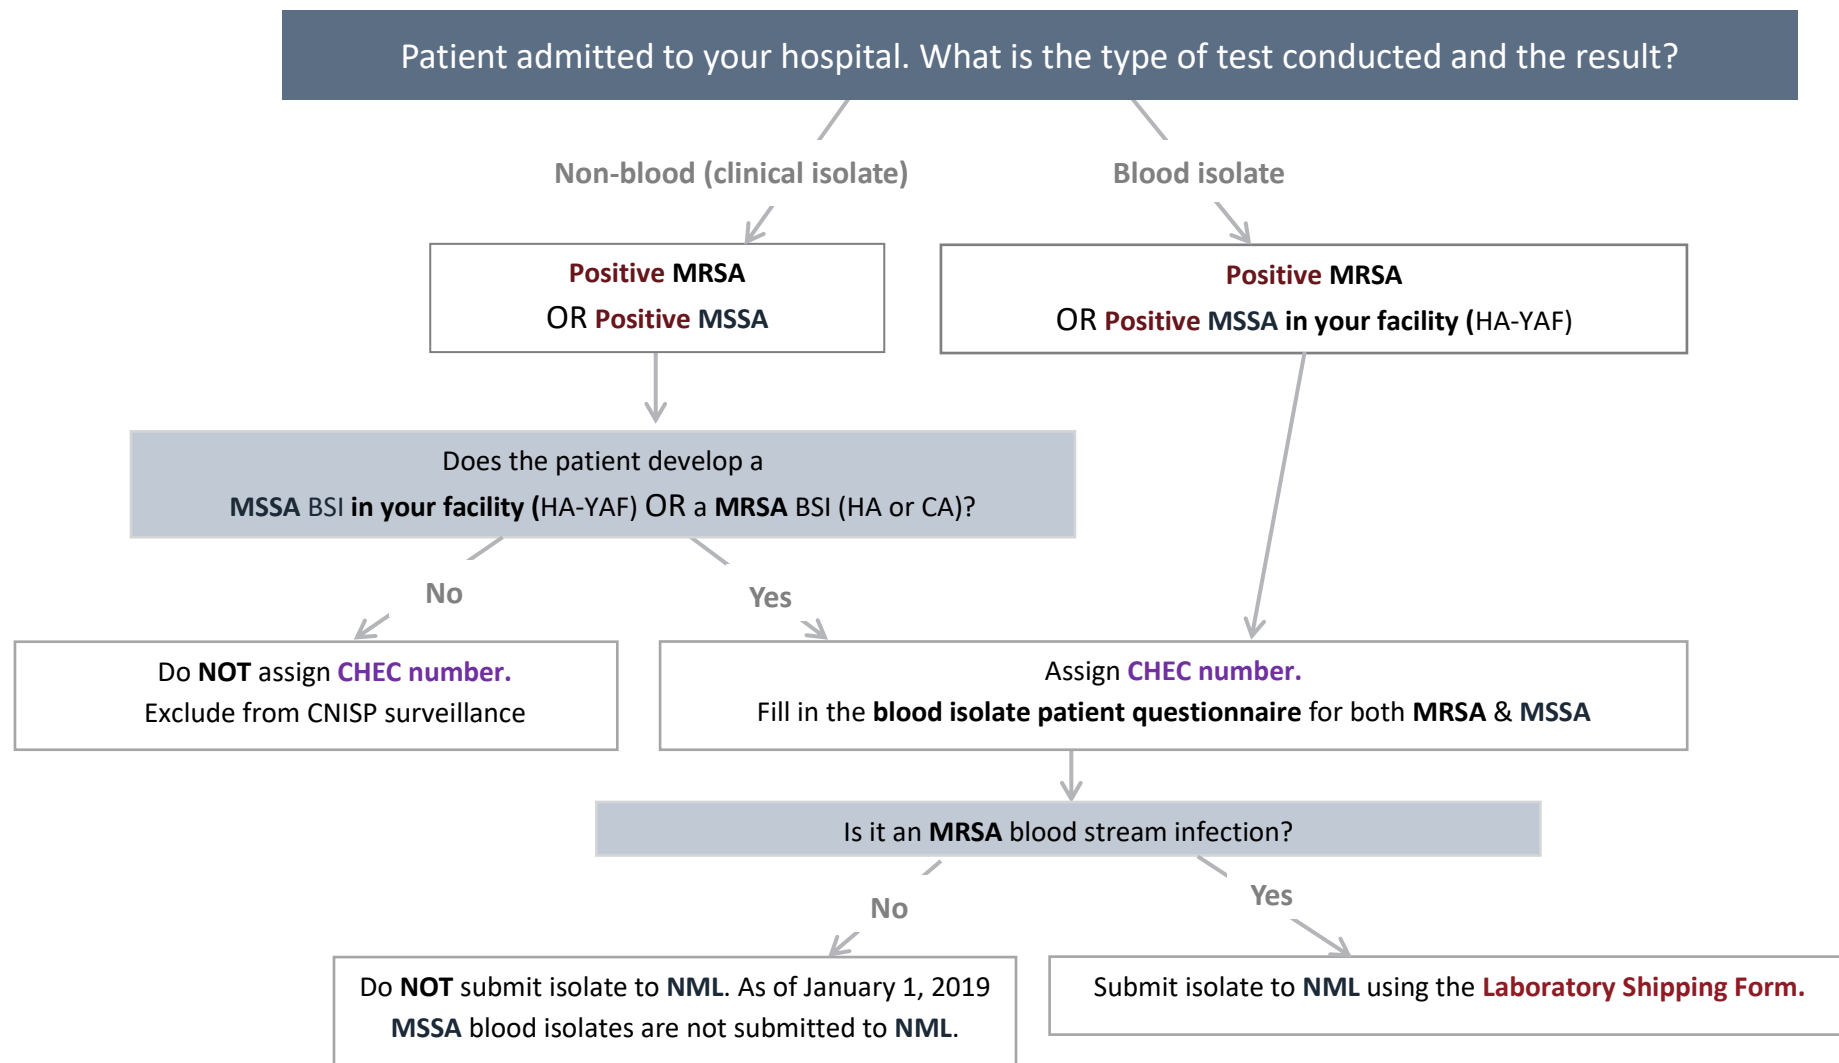 Patient admitted to your hospital. What is the type of test conducted and the result?
Non-blood (clinical isolate)
Blood isolate
Positive MRSA
OR Positive MSSA
Positive MRSA
OR Positive MSSA in your facility (HA-YAF)
Does the patient develop a
MSSA BSI in your facility (HA-YAF) OR a MRSA BSI (HA or CA)?
No
Yes
Do NOT assign CHEC number.
Exclude from CNISP surveillance
Assign CHEC number.
Fill in the blood isolate patient questionnaire for both MRSA & MSSA
Is it an MRSA blood stream infection?
No
Yes
Do NOT submit isolate to NML. As of January 1, 2019
MSSA blood isolates are not submitted to NML.
Submit isolate to NML using the Laboratory Shipping Form.